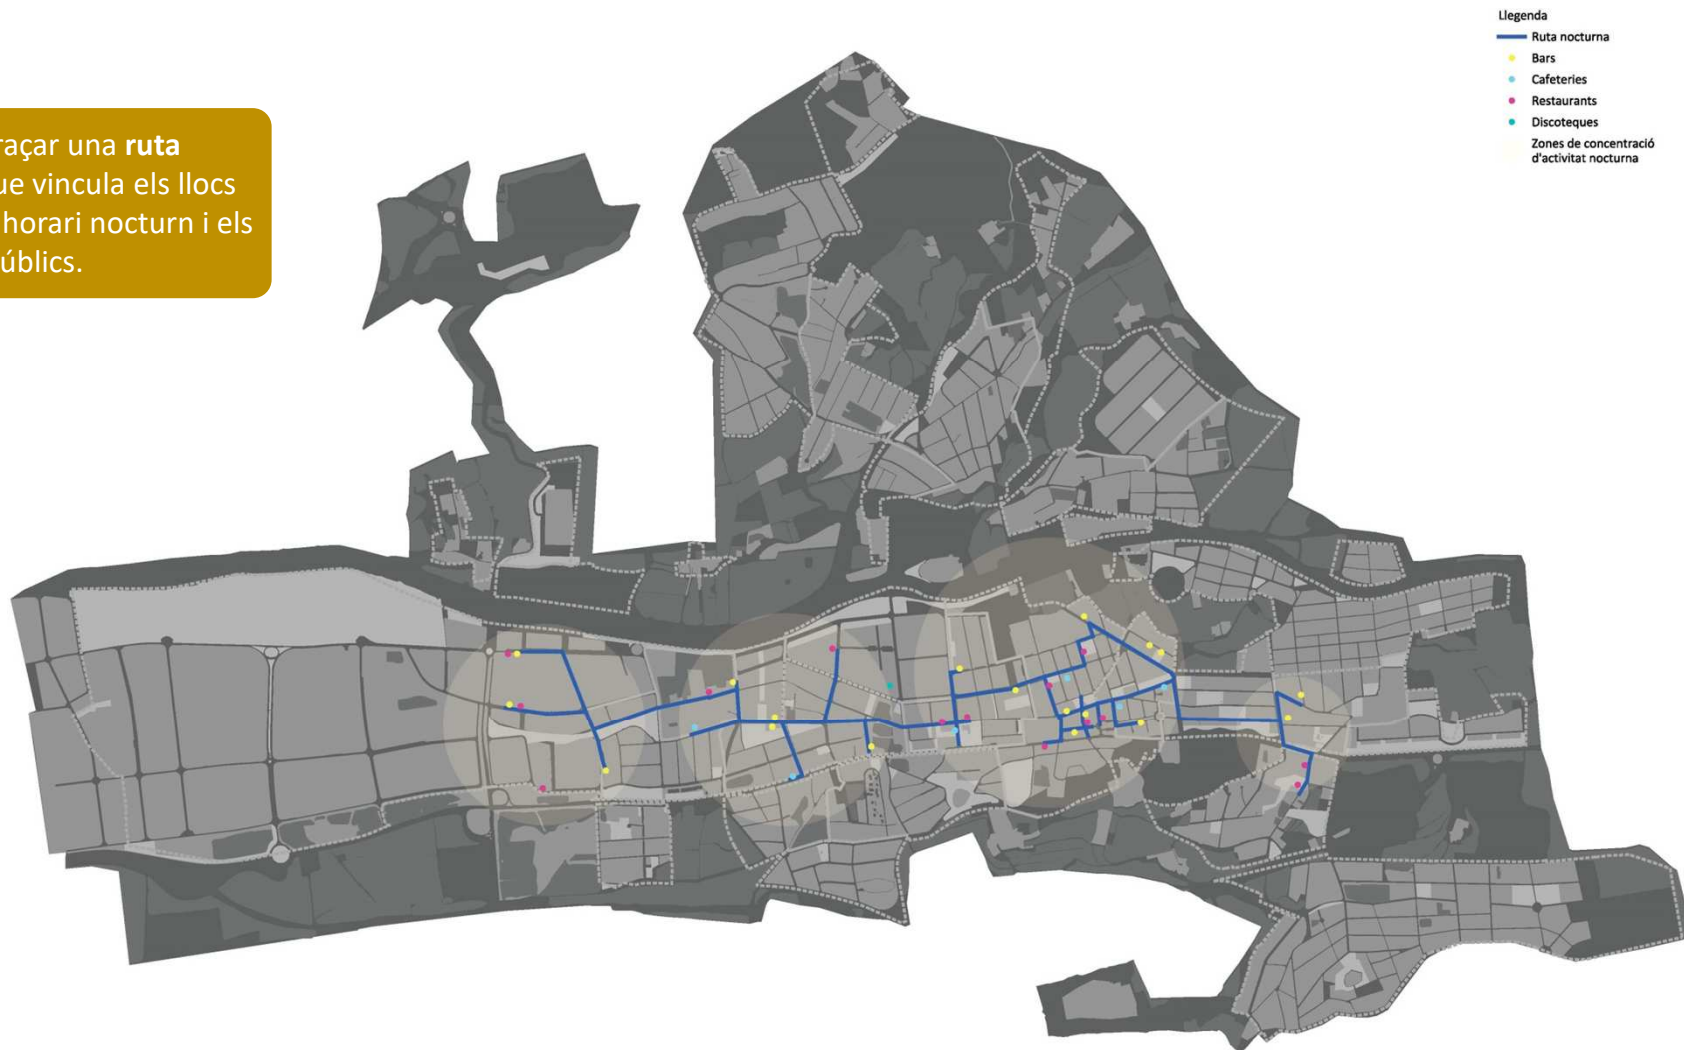 raçar una ruta
ue vincula els llocs
horari nocturn i els
úblics.
Llegenda
Ruta nocturna
Bars
Cafeteries
Restaurants
Discoteques
Zones de concentració
d'activitat nocturna